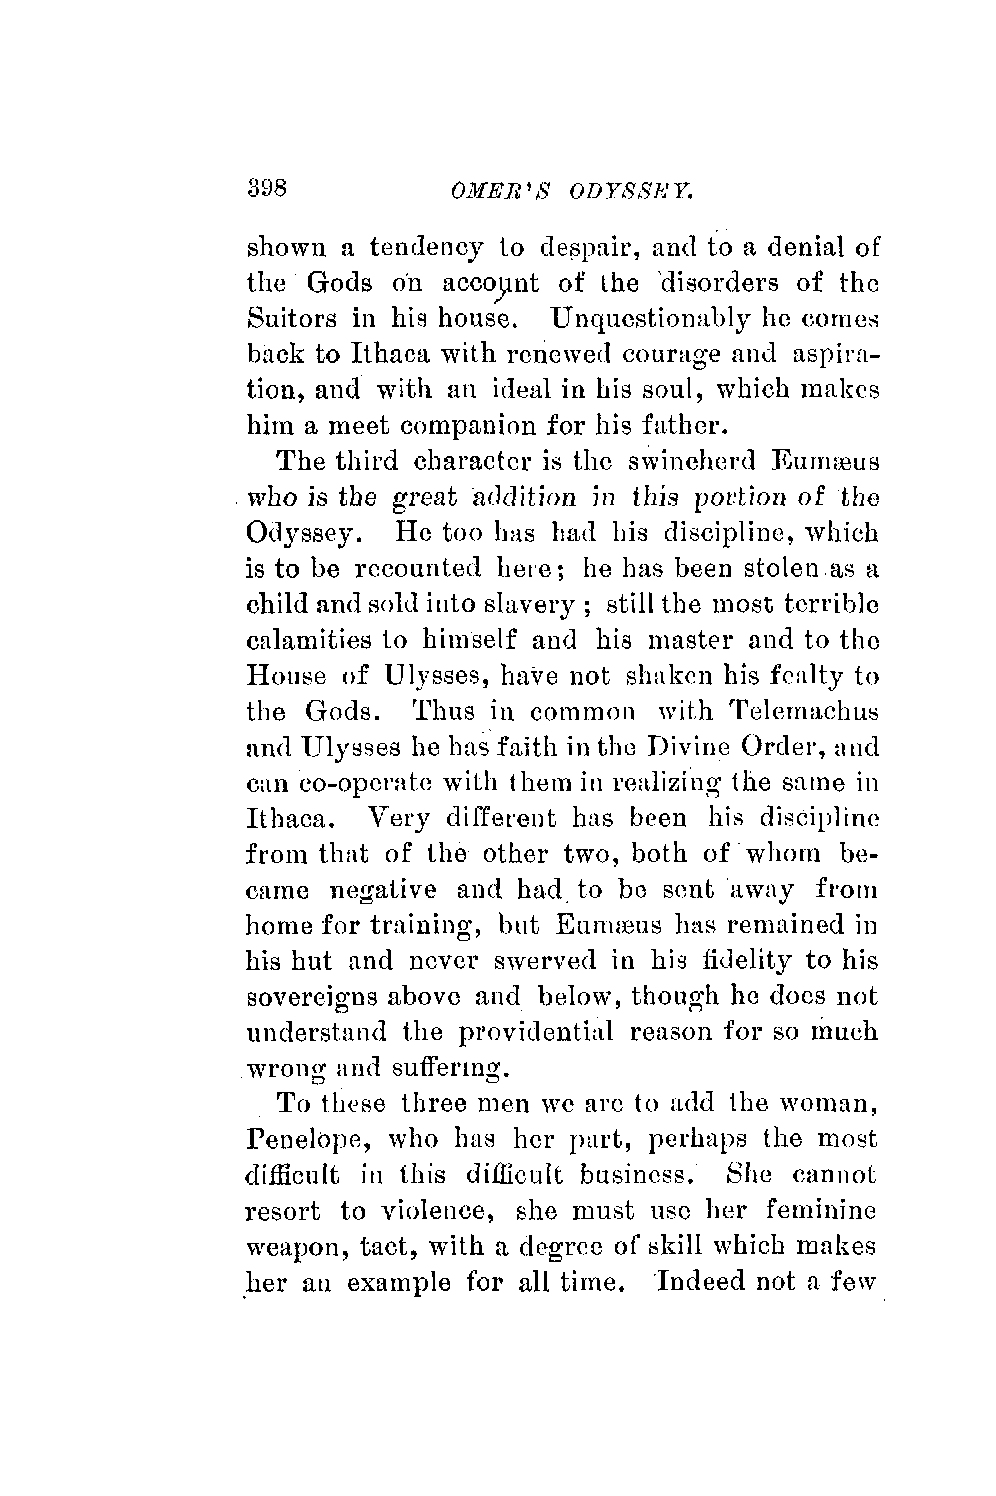 398 OMER'S ODYSSEY.
shown a tendency to despair, and to a denial of
the Gods on account of the disorders of the
Suitors in his house. Unquestionably he comes
back to Ithaca with renewed courage and aspira-
tion, and with an ideal in his soul, which makes
him a meet companion for his father.
The third character is the swineherd Eumæus
who is the great addition in this portion of the
Odyssey. He too has had his discipline, which
is to be recounted here; he has been stolen as a
child and sold into slavery; still the most terrible
calamities to himself and his master and to the
House of Ulysses, have not shaken his fealty to
the Gods. Thus in common with Telemachus
and Ulysses he has faith in the Divine Order, and
can co-operate with them in realizing the same in
Ithaca. Very different has been his discipline
from that of the other two, both of whom be-
came negative and had to be sent away from
home for training, but Eumæus has remained in
his hut and never swerved in his fidelity to his
sovereigns above and below, though he does not
understand the providential reason for so much
wrong and suffering.
To these three men we are to add the woman,
Penelope, who has her part, perhaps the most
difficult in this difficult business. She cannot
resort to violence, she must use her feminine
weapon, tact, with a degree of skill which makes
her an example for all time. Indeed not a few